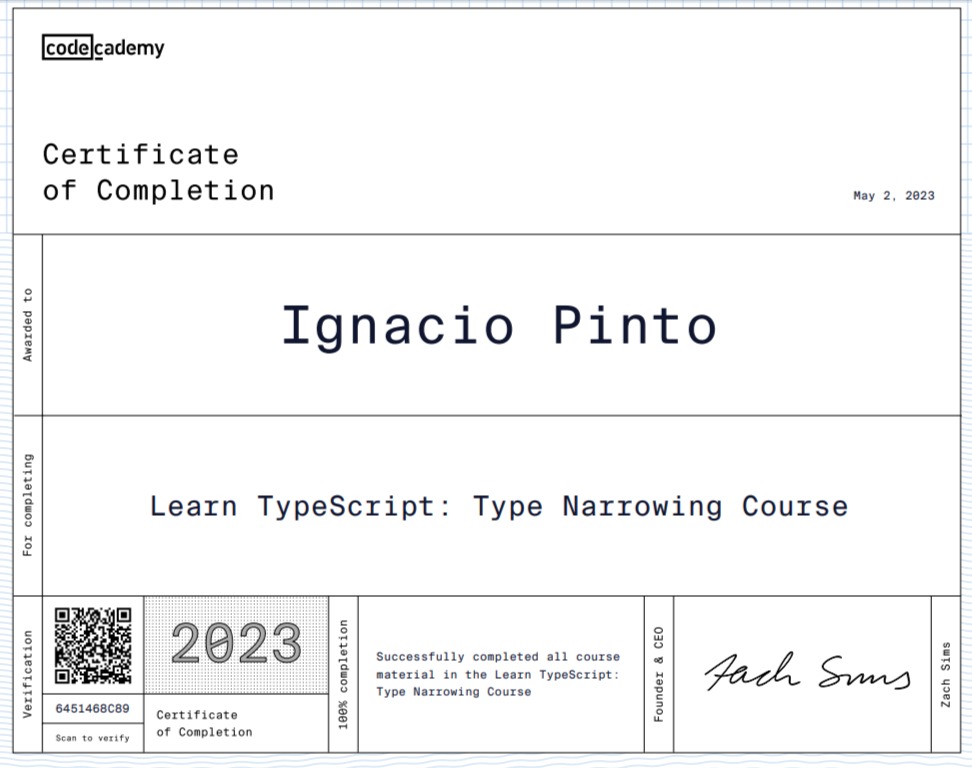 codecademy
Certificate
of Completion
May 2, 2023
Awarded to
Ignacio Pinto
For completing
Learn TypeScript: Type Narrowing Course
Verification
6451468C89
Scan to verify
2023
Certificate
of Completion
100% completion
Successfully completed all course
material in the Learn TypeScript:
Type Narrowing Course
Founder & CEO
Zach Sims
Zach Sims